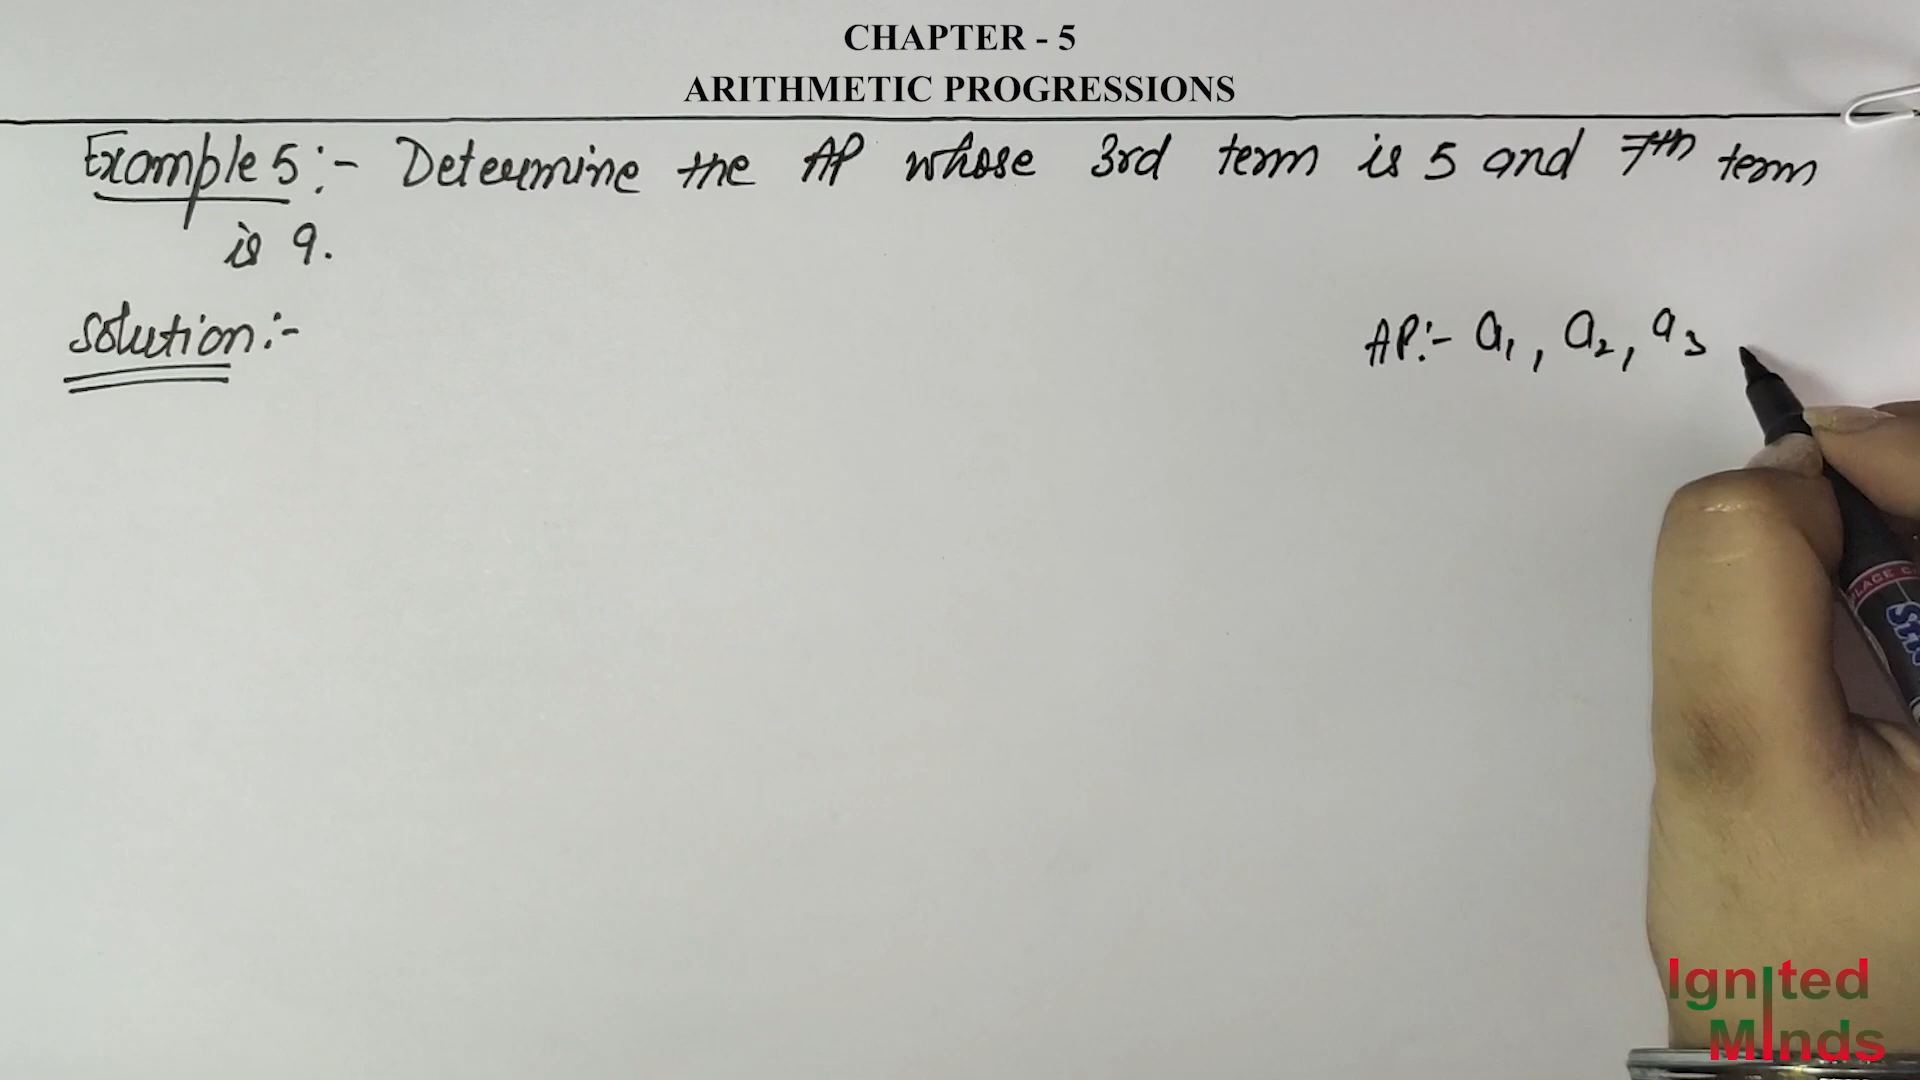 CHAPTER - 5
ARITHMETIC PROGRESSIONS
Example 5:- Determine the AP whose 3rd term is 5 and 7th term
is 9.
Solution:-
AP:- a₁, a₂, a₃
PLACE C
Ignited
Minds